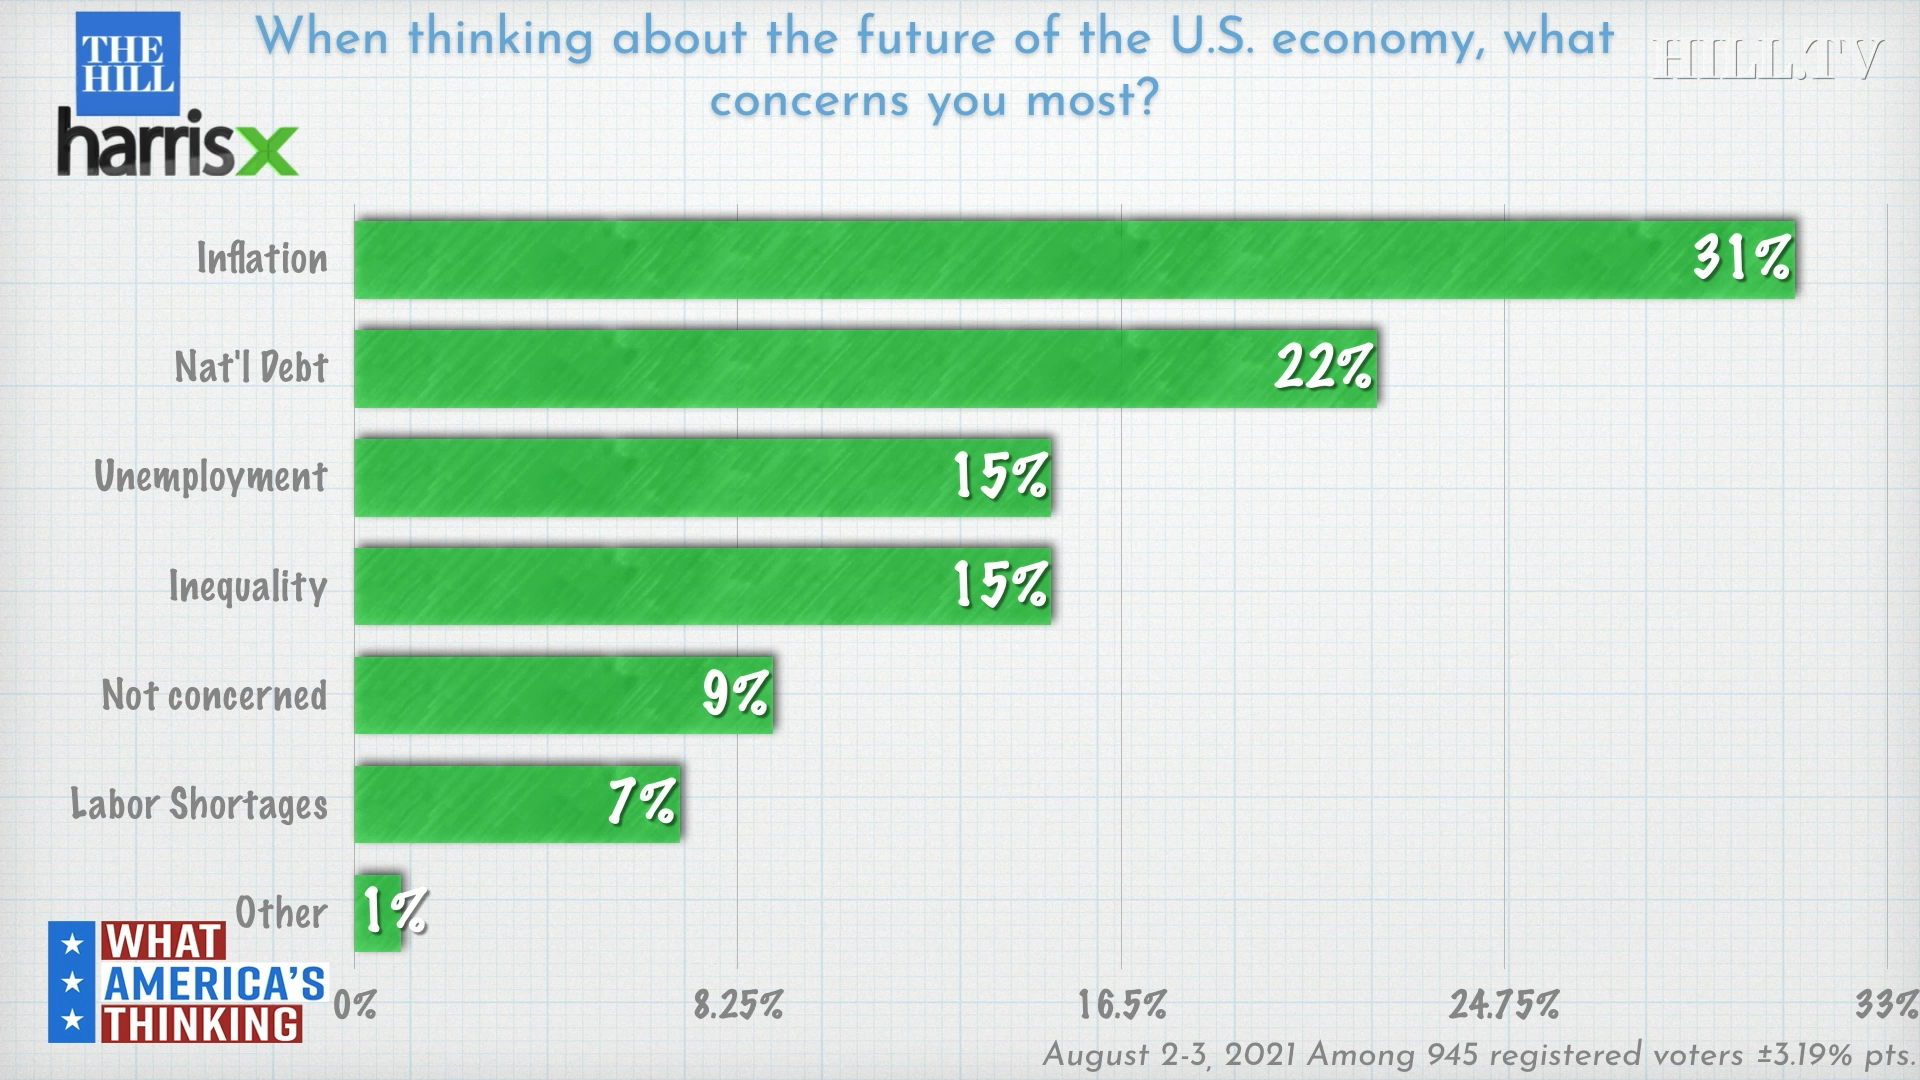 THE
HILL
harrisx
When thinking about the future of the U.S. economy, what
concerns you most?
HILL.TV
Inflation
31%
Nat'l Debt
22%
Unemployment
15%
Inequality
15%
Not concerned
9%
Labor Shortages
7%
Other
1%
0%
8.25%
16.5%
24.75%
33%
WHAT
AMERICA'S
THINKING
August 2-3, 2021 Among 945 registered voters ±3.19% pts.